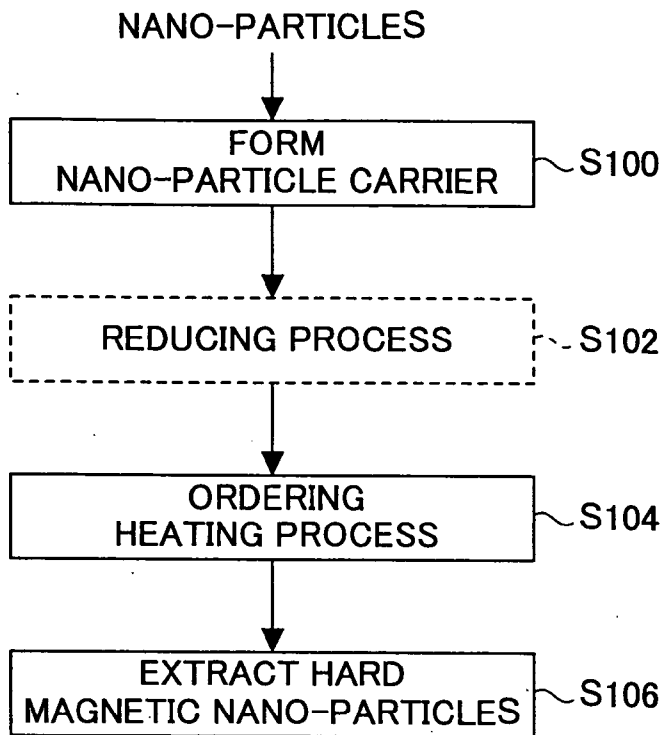 NANO-PARTICLES
FORM
NANO-PARTICLE CARRIER
S100
REDUCING PROCESS
S102
ORDERING
HEATING PROCESS
S104
EXTRACT HARD
MAGNETIC NANO-PARTICLES
S106